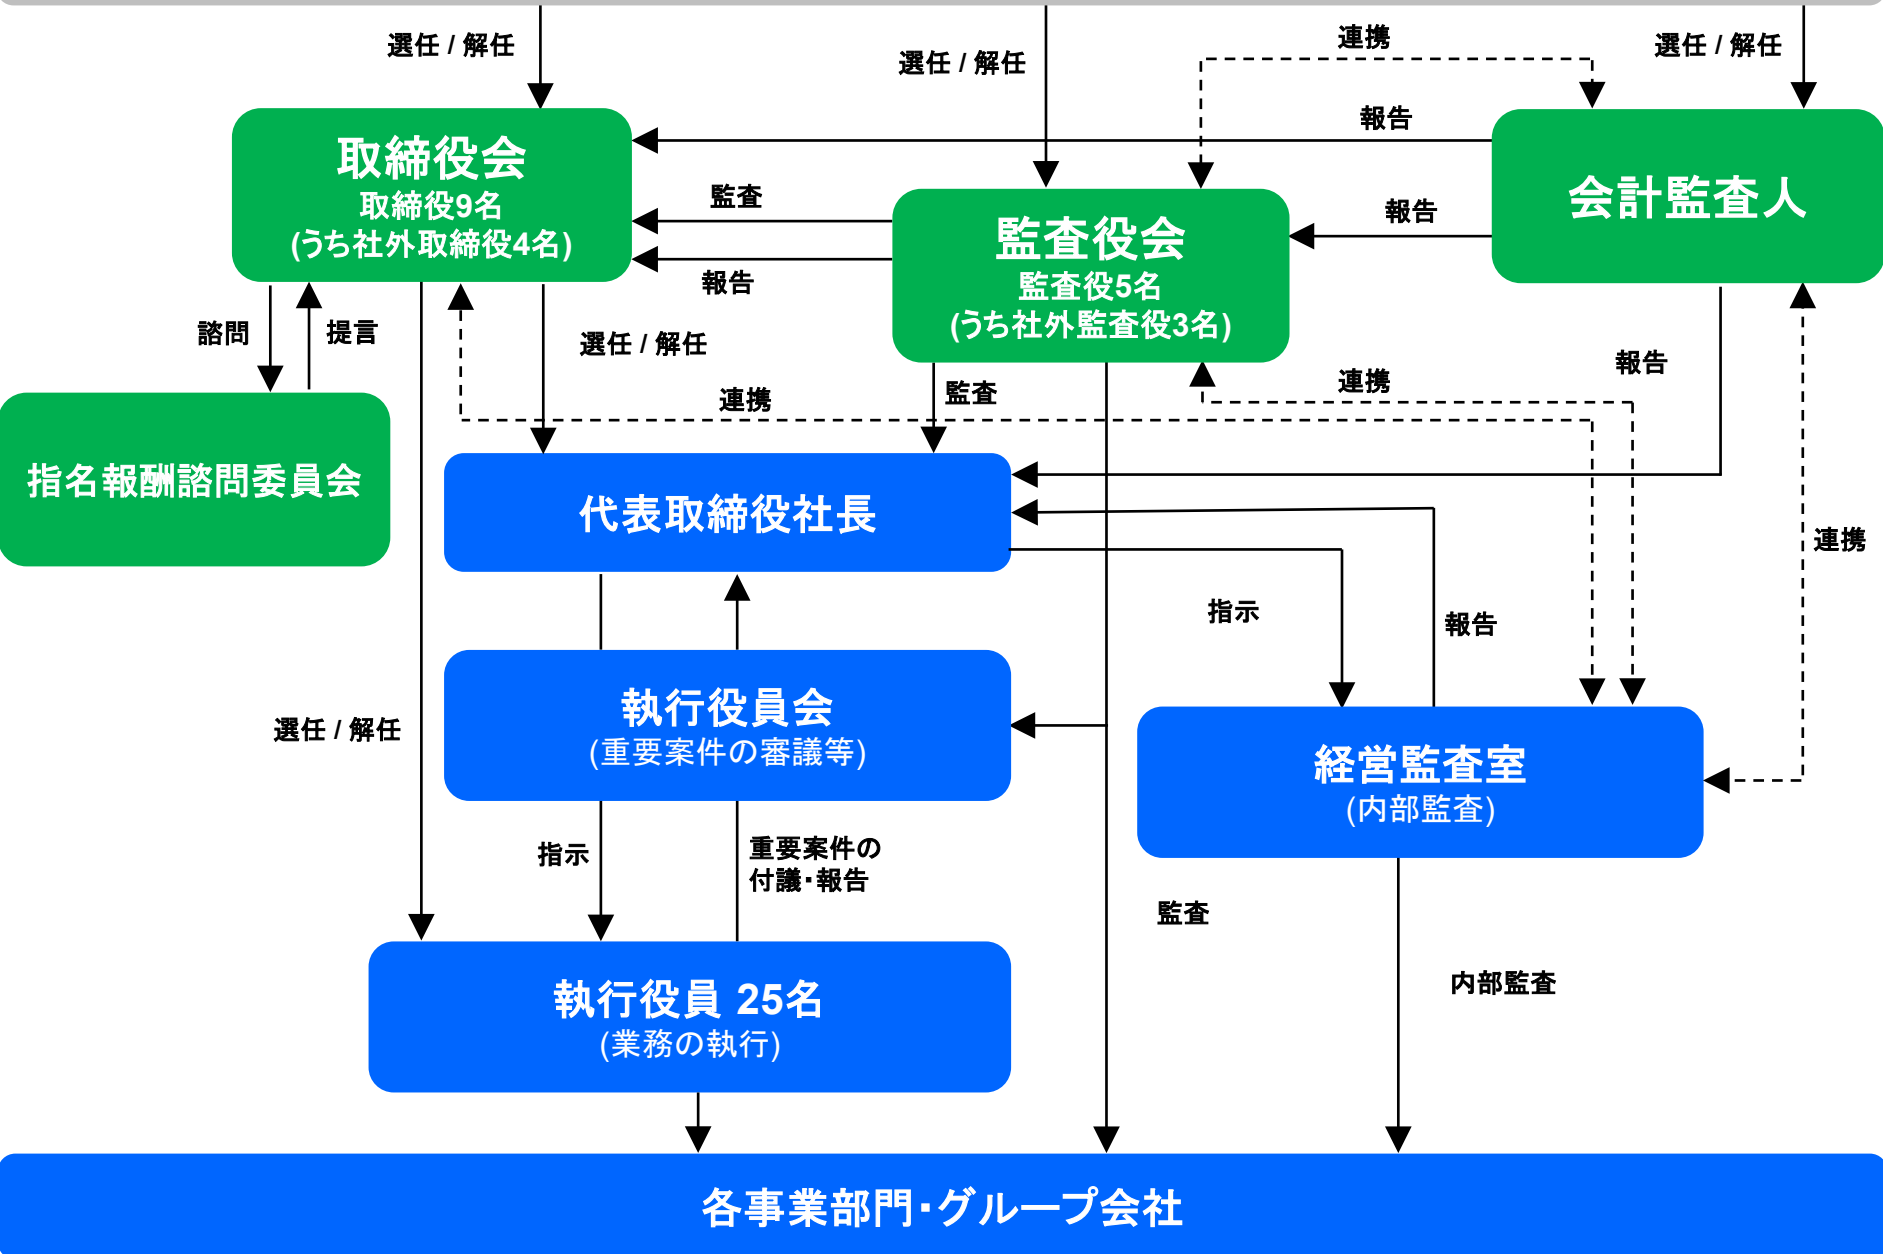 選任 / 解任
選任 / 解任
連携
選任 / 解任
報告
取締役会
取締役9名
(うち社外取締役4名)
監査
報告
監査役会
監査役5名
(うち社外監査役3名)
報告
会計監査人
諮問
提言
選任 / 解任
連携
監査
連携
報告
指名報酬諮問委員会
代表取締役社長
連携
指示
報告
選任 / 解任
執行役員会
(重要案件の審議等)
経営監査室
(内部監査)
指示
重要案件の
付議・報告
監査
内部監査
執行役員 25名
(業務の執行)
各事業部門・グループ会社